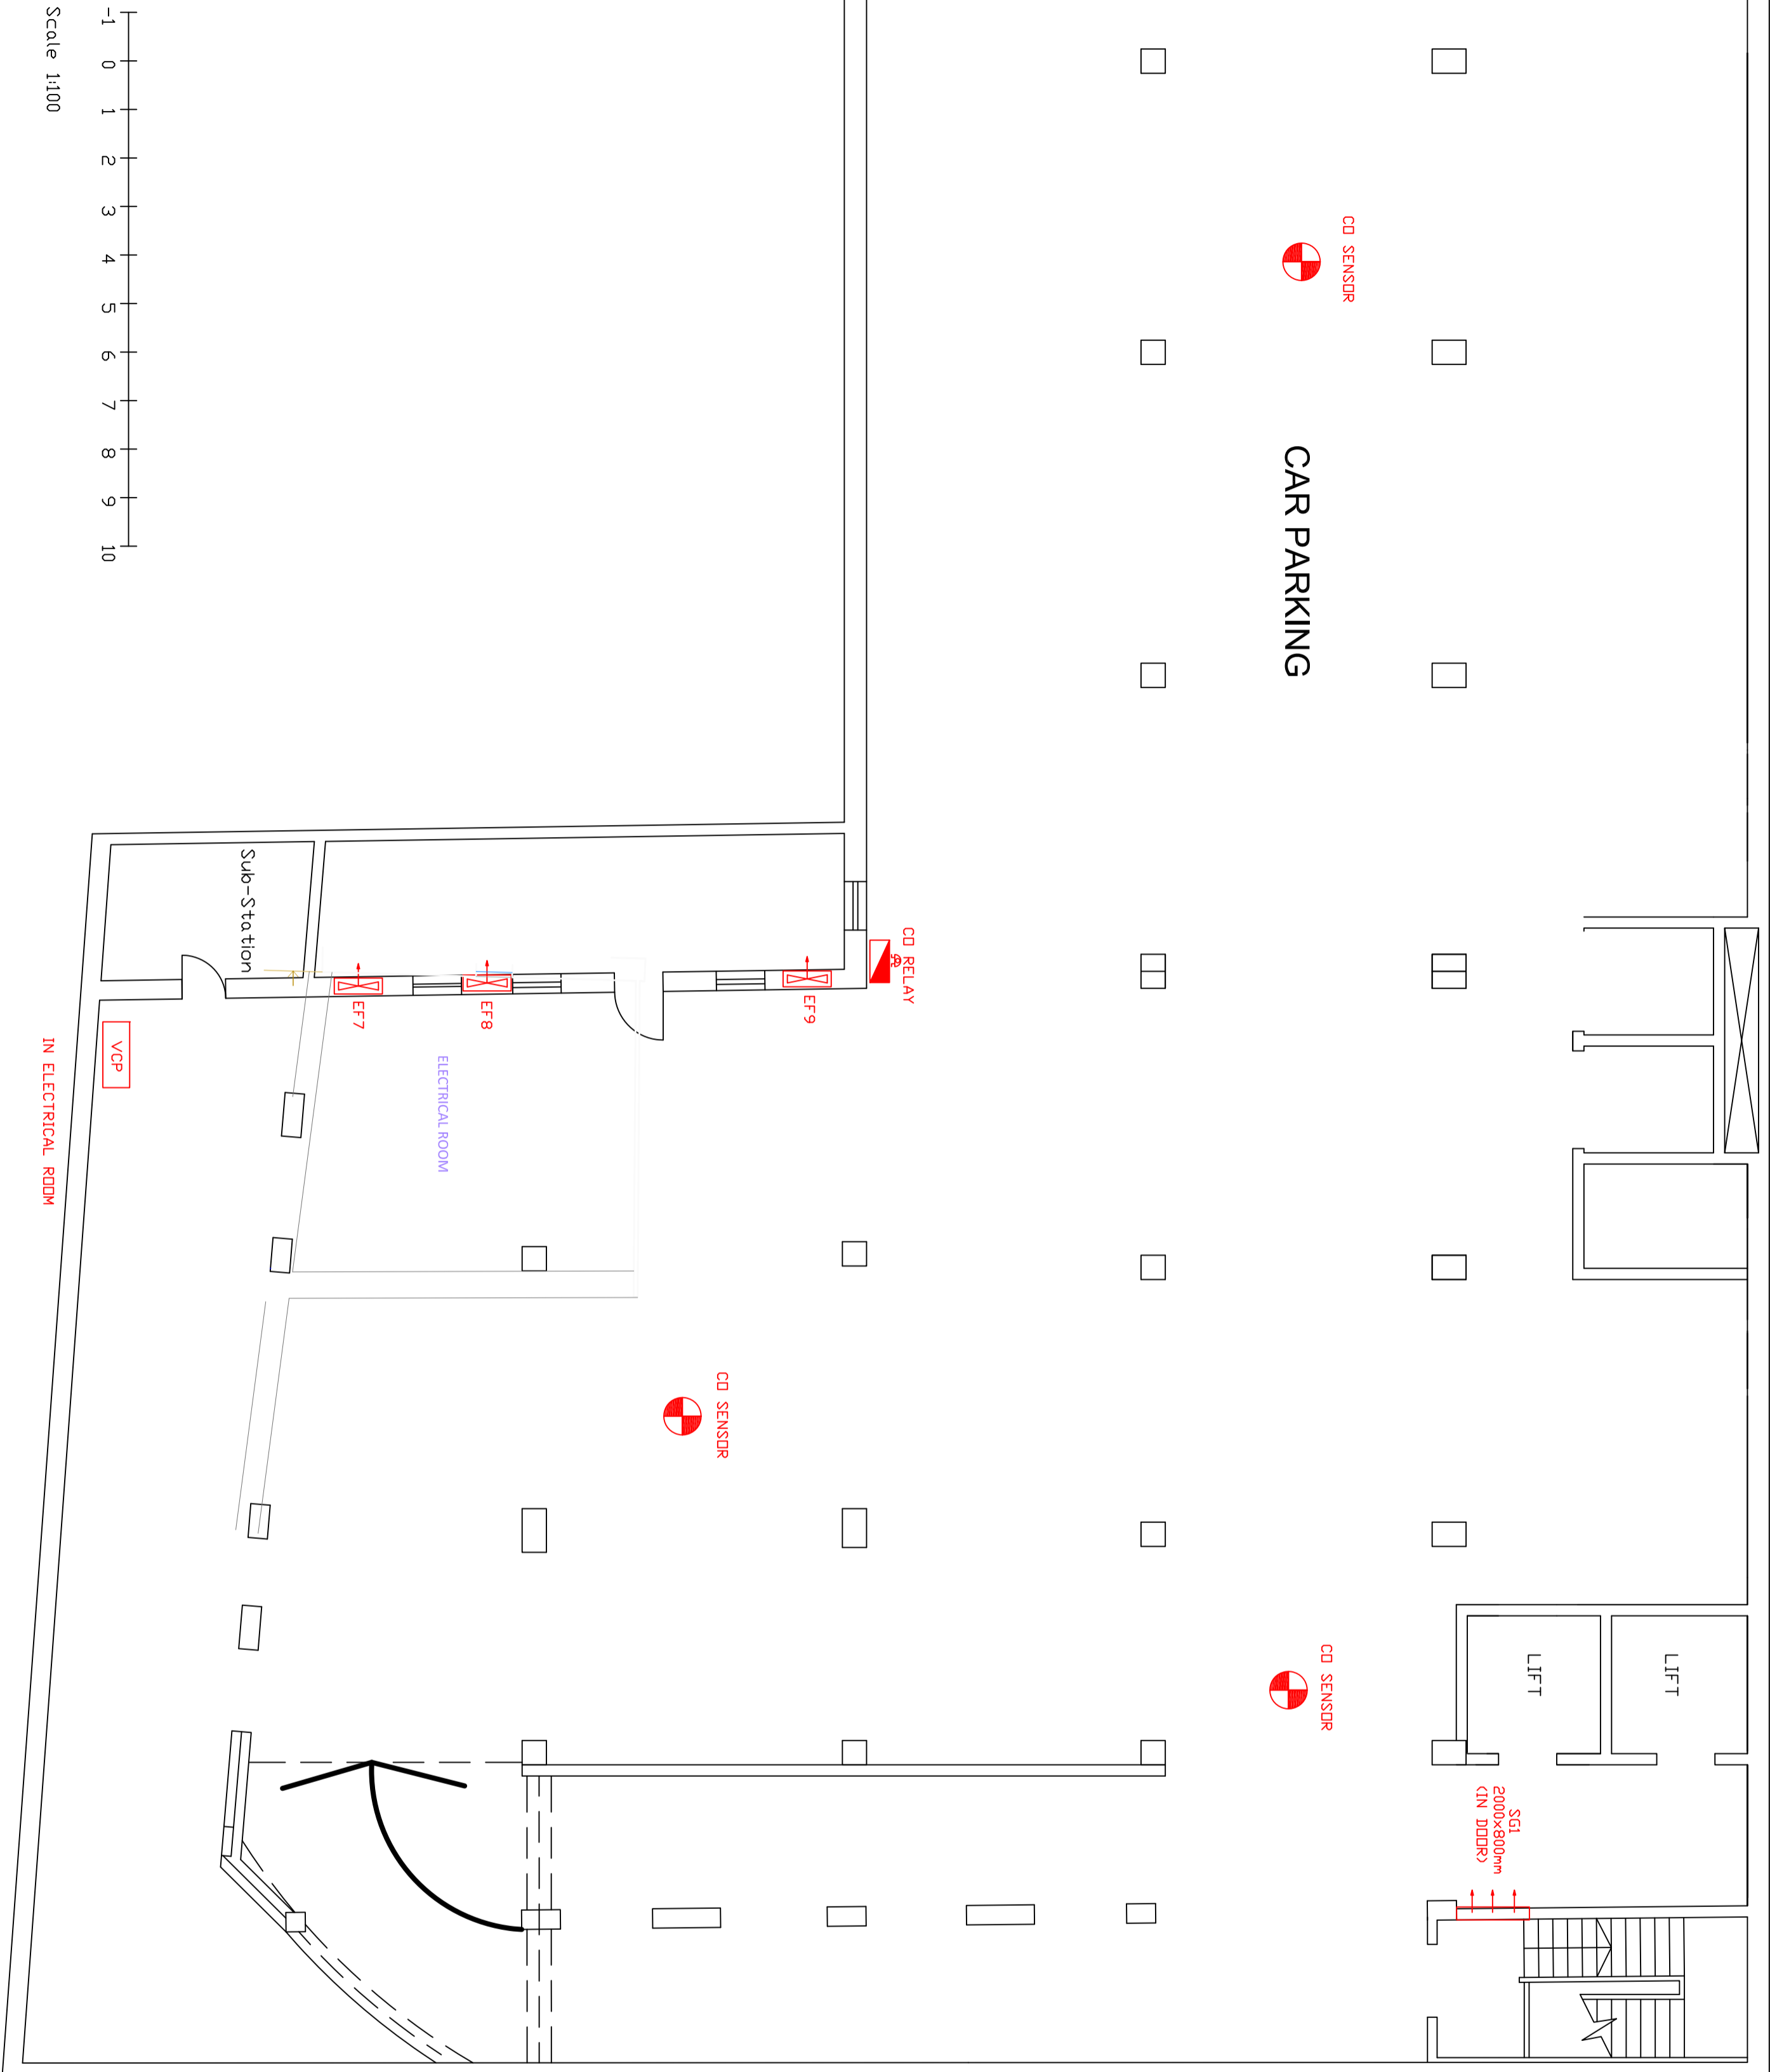 Scale 1:100
-1 0 1 2 3 4 5 6 7 8 9 10
CO SENSOR
CAR PARKING
CO RELAY
Sub-Station
EF7
EF8
EF9
VCP
IN ELECTRICAL ROOM
ELECTRICAL ROOM
CO SENSOR
CO SENSOR
LIFT
LIFT
SG1
2000x800mm
(IN DOOR)